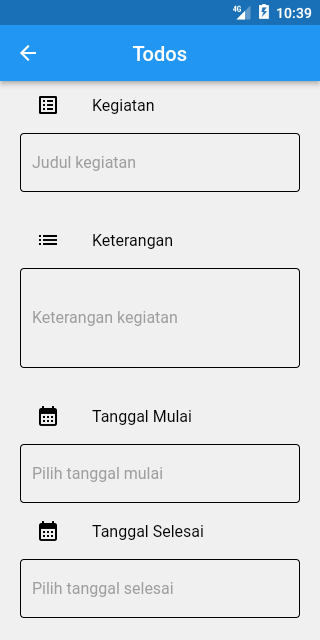 4G 10:39
Todos
Kegiatan
Judul kegiatan
Keterangan
Keterangan kegiatan
Tanggal Mulai
Pilih tanggal mulai
Tanggal Selesai
Pilih tanggal selesai